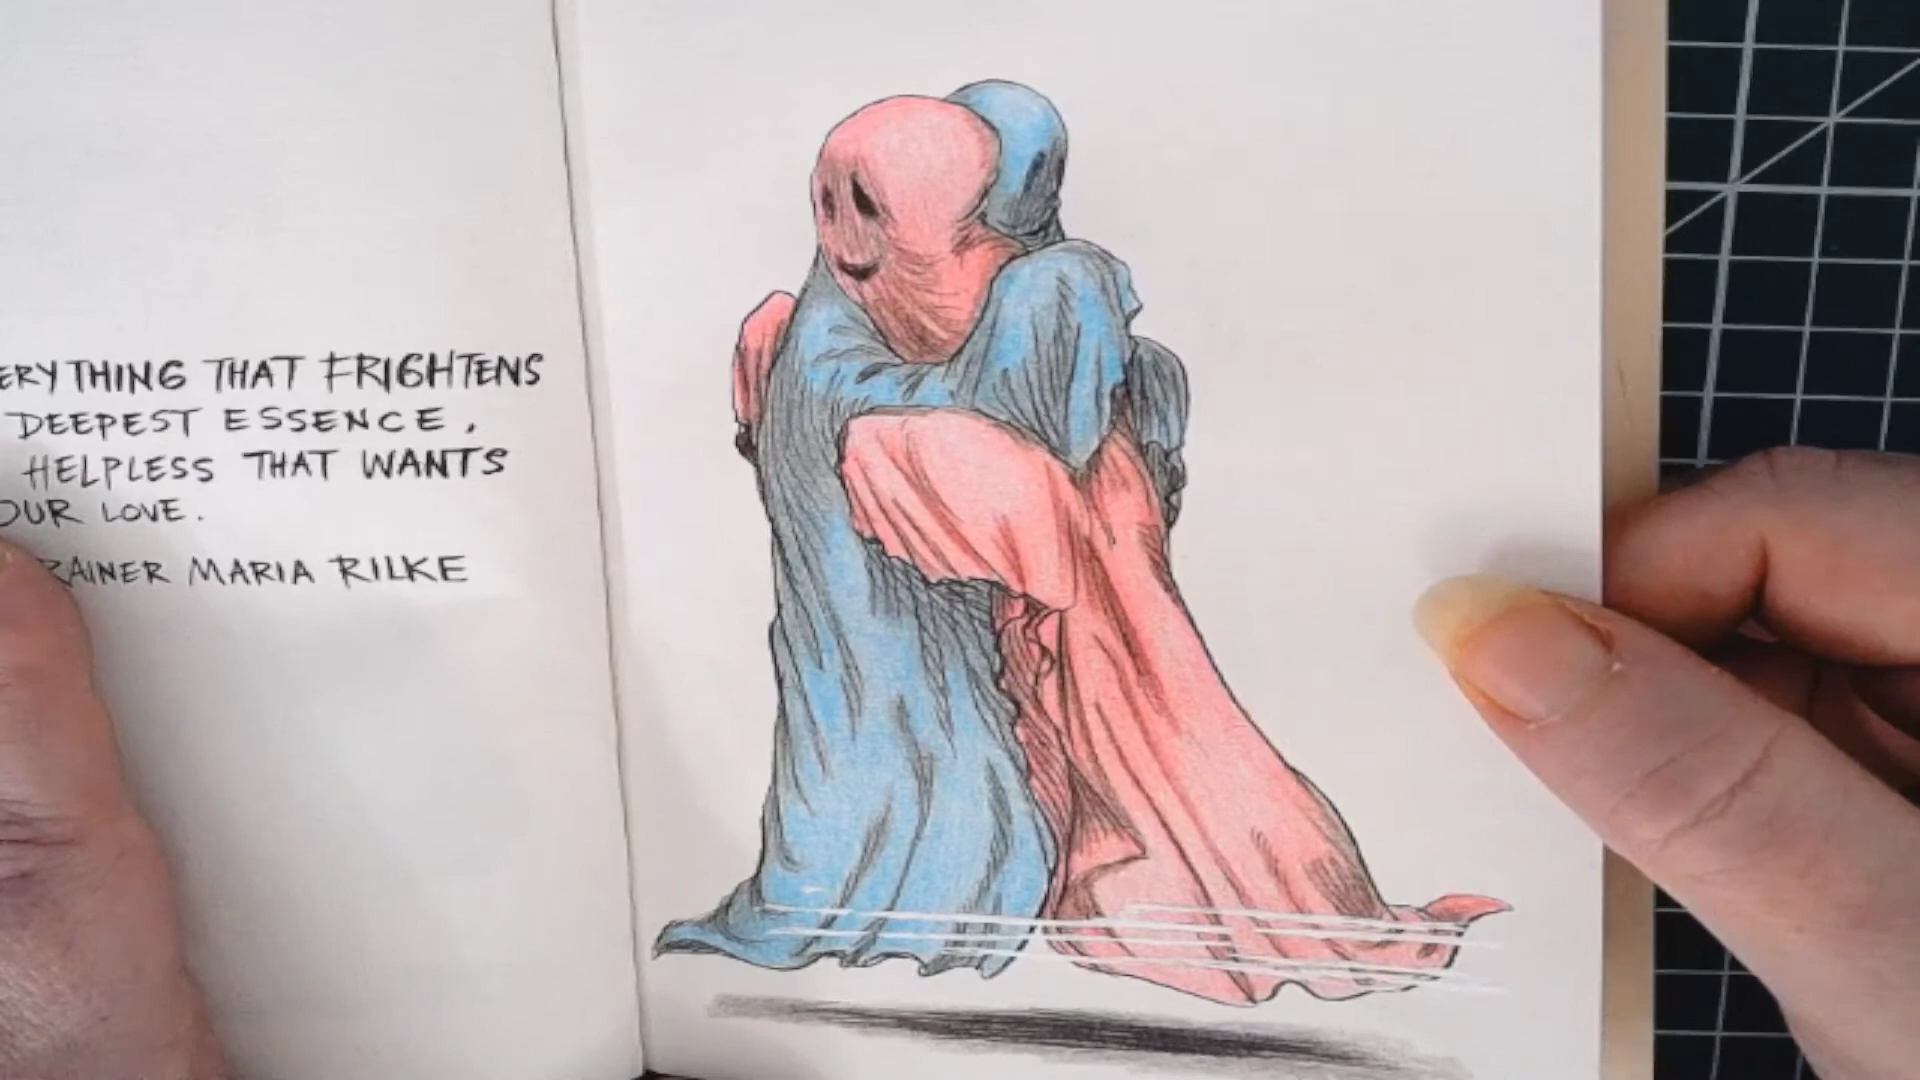 ERYTHING THAT FRIGHTENS
DEEPEST ESSENCE,
HELPLESS THAT WANTS
OUR LOVE.
RAINER MARIA RILKE